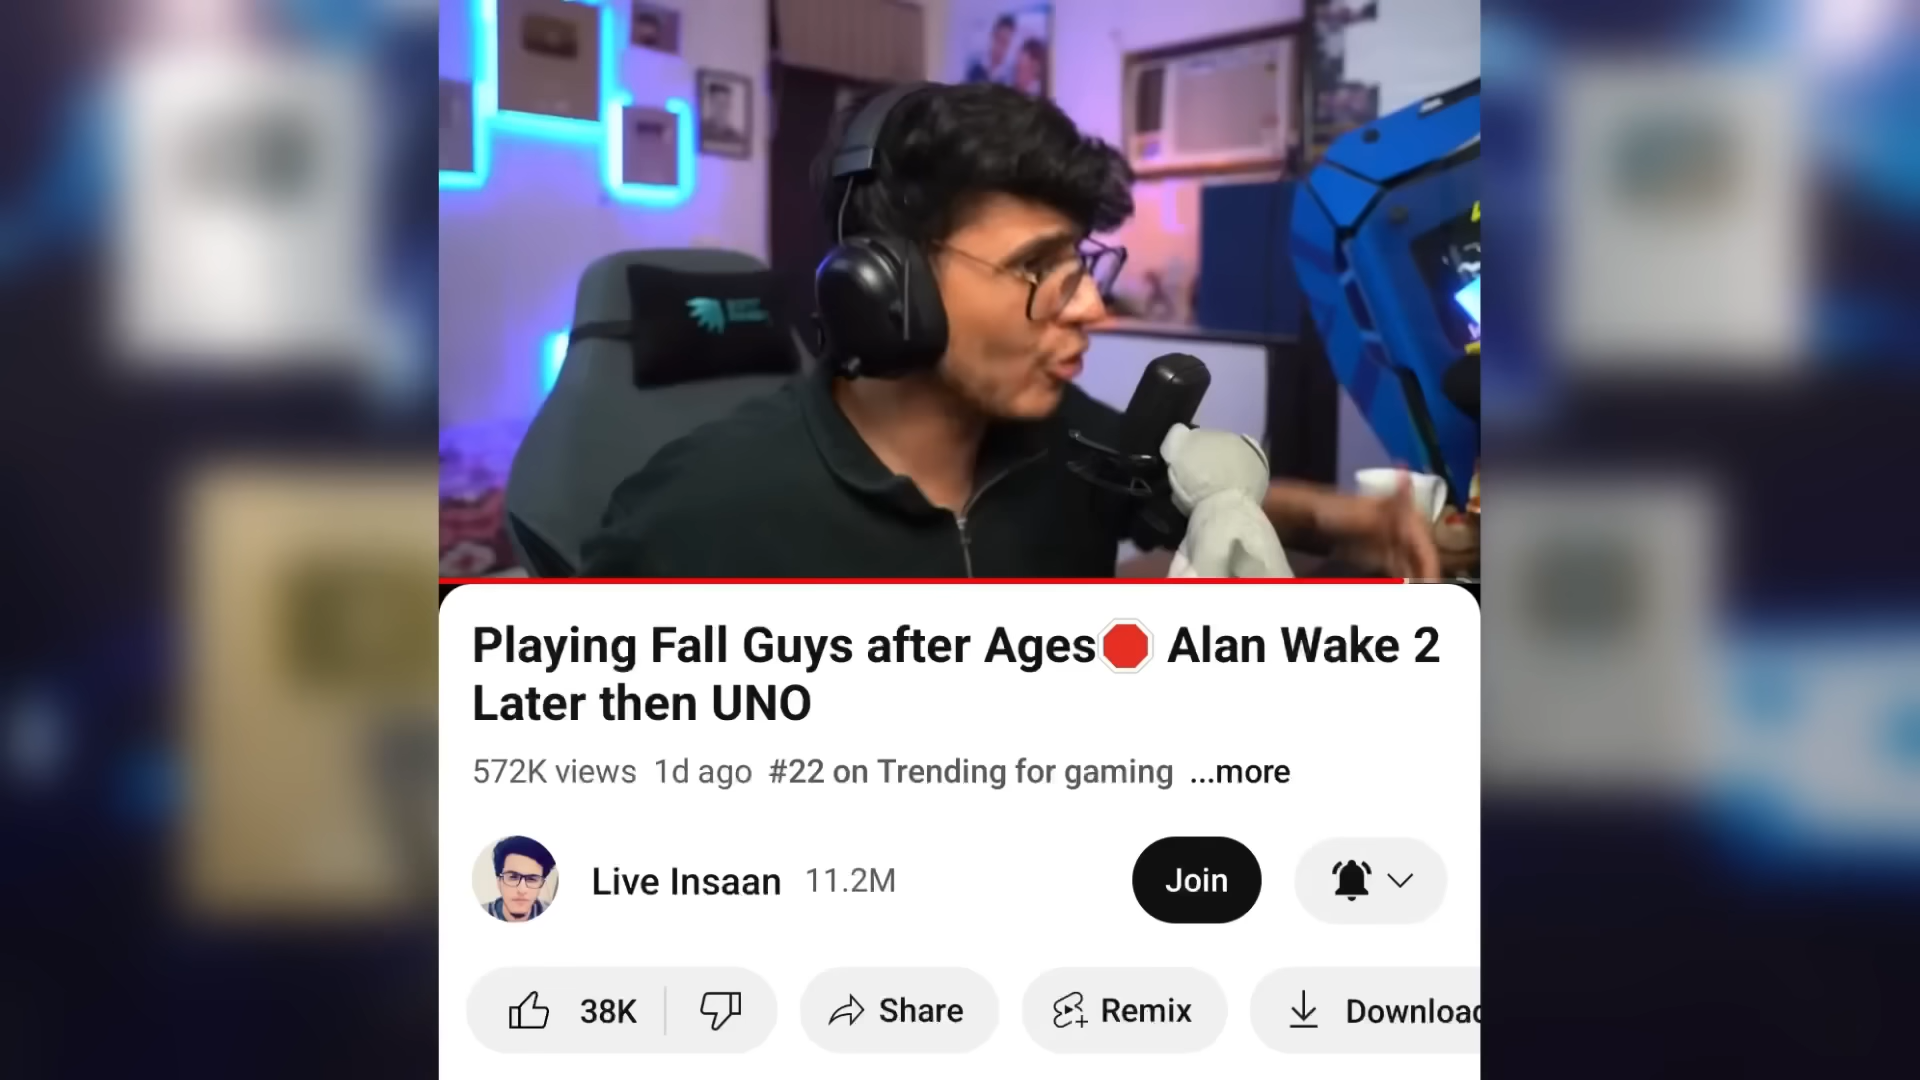 Playing Fall Guys after Ages🛑 Alan Wake 2
Later then UNO
572K views 1d ago #22 on Trending for gaming ...more
Live Insaan 11.2M Join
38K Share Remix Download